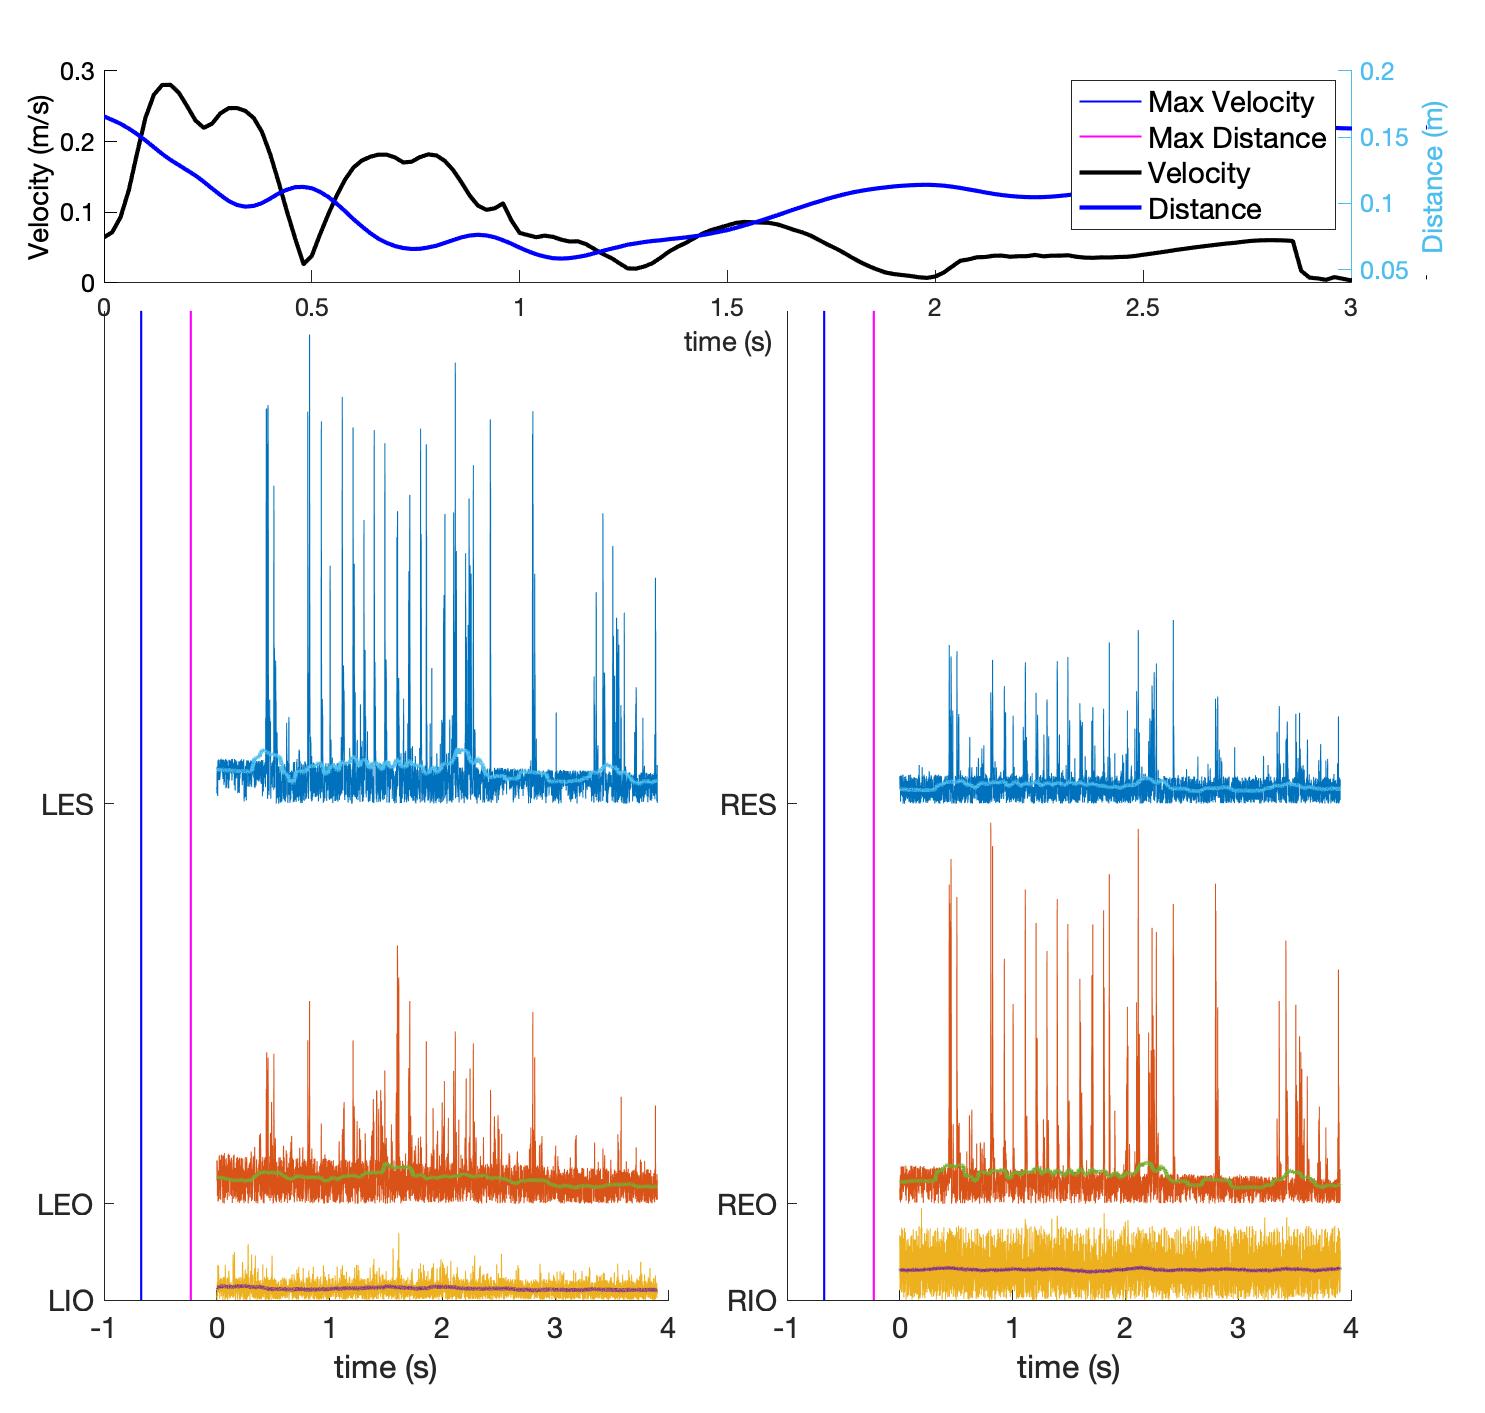 0.3
0.2
0.1
0
Velocity (m/s)
0.2
0.15
0.1
0.05
Distance (m)
Max Velocity
Max Distance
Velocity
Distance
0 0.5 1 1.5 2 2.5 3
time (s)
LES
LEO
LIO
-1 0 1 2 3 4
time (s)
RES
REO
RIO
-1 0 1 2 3 4
time (s)